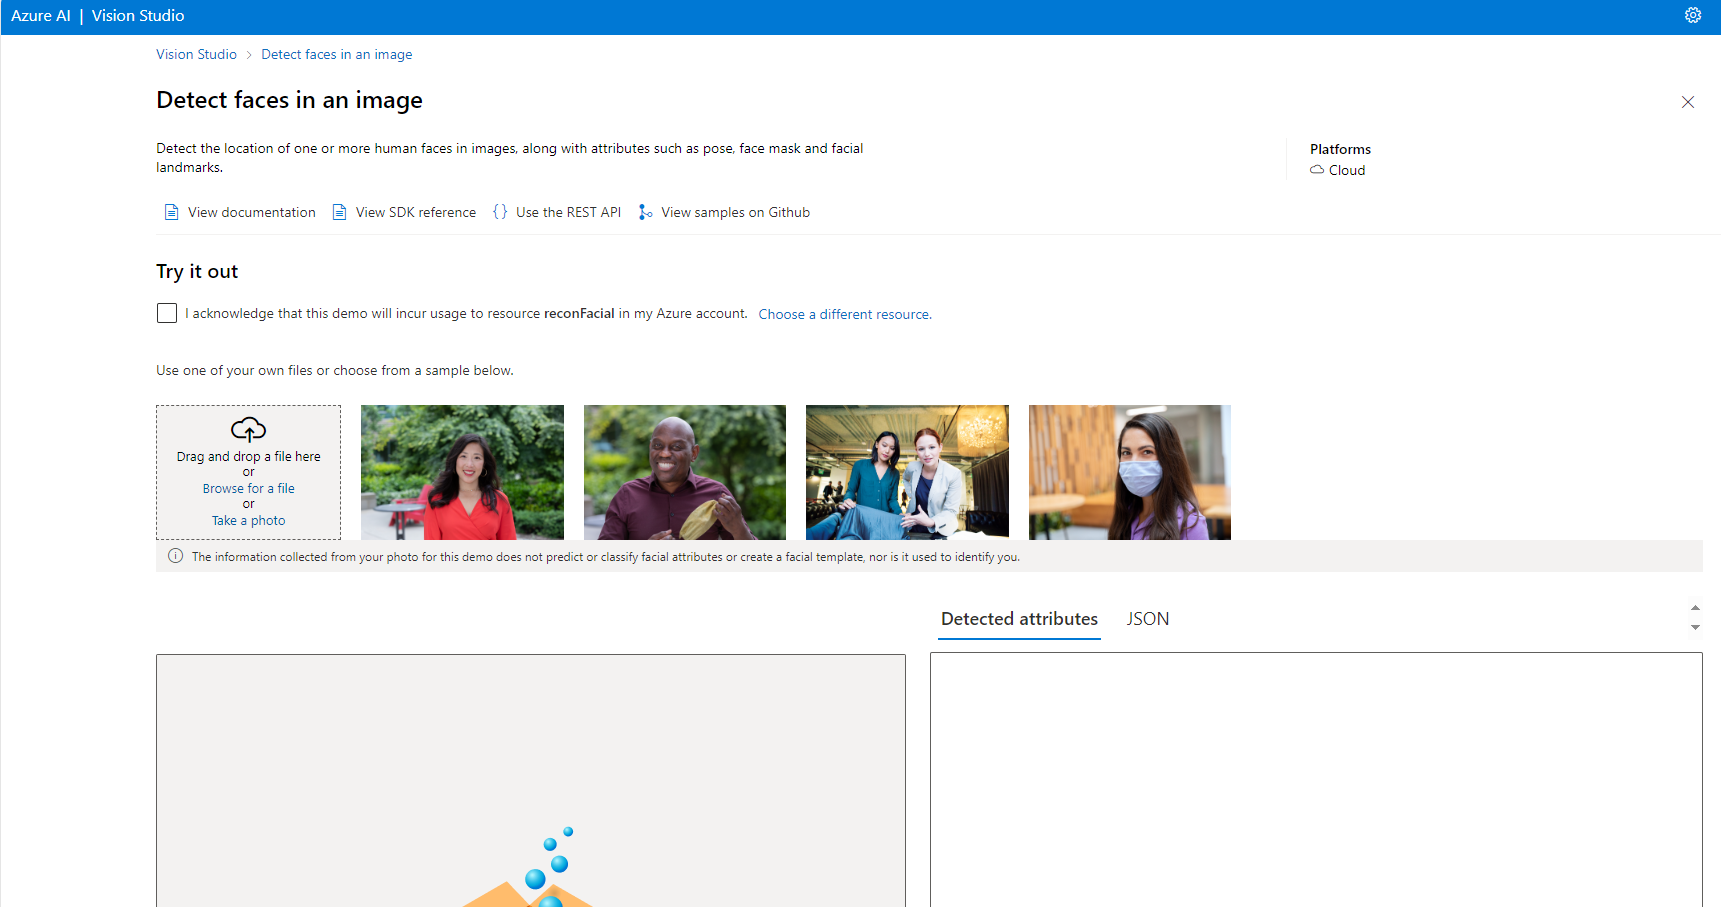 Azure AI | Vision Studio
Vision Studio > Detect faces in an image
Detect faces in an image
Detect the location of one or more human faces in images, along with attributes such as pose, face mask and facial
landmarks.
Platforms
Cloud
View documentation View SDK reference {} Use the REST API View samples on Github
Try it out
I acknowledge that this demo will incur usage to resource reconFacial in my Azure account. Choose a different resource.
Use one of your own files or choose from a sample below.
Drag and drop a file here
or
Browse for a file
or
Take a photo
The information collected from your photo for this demo does not predict or classify facial attributes or create a facial template, nor is it used to identify you.
Detected attributes JSON